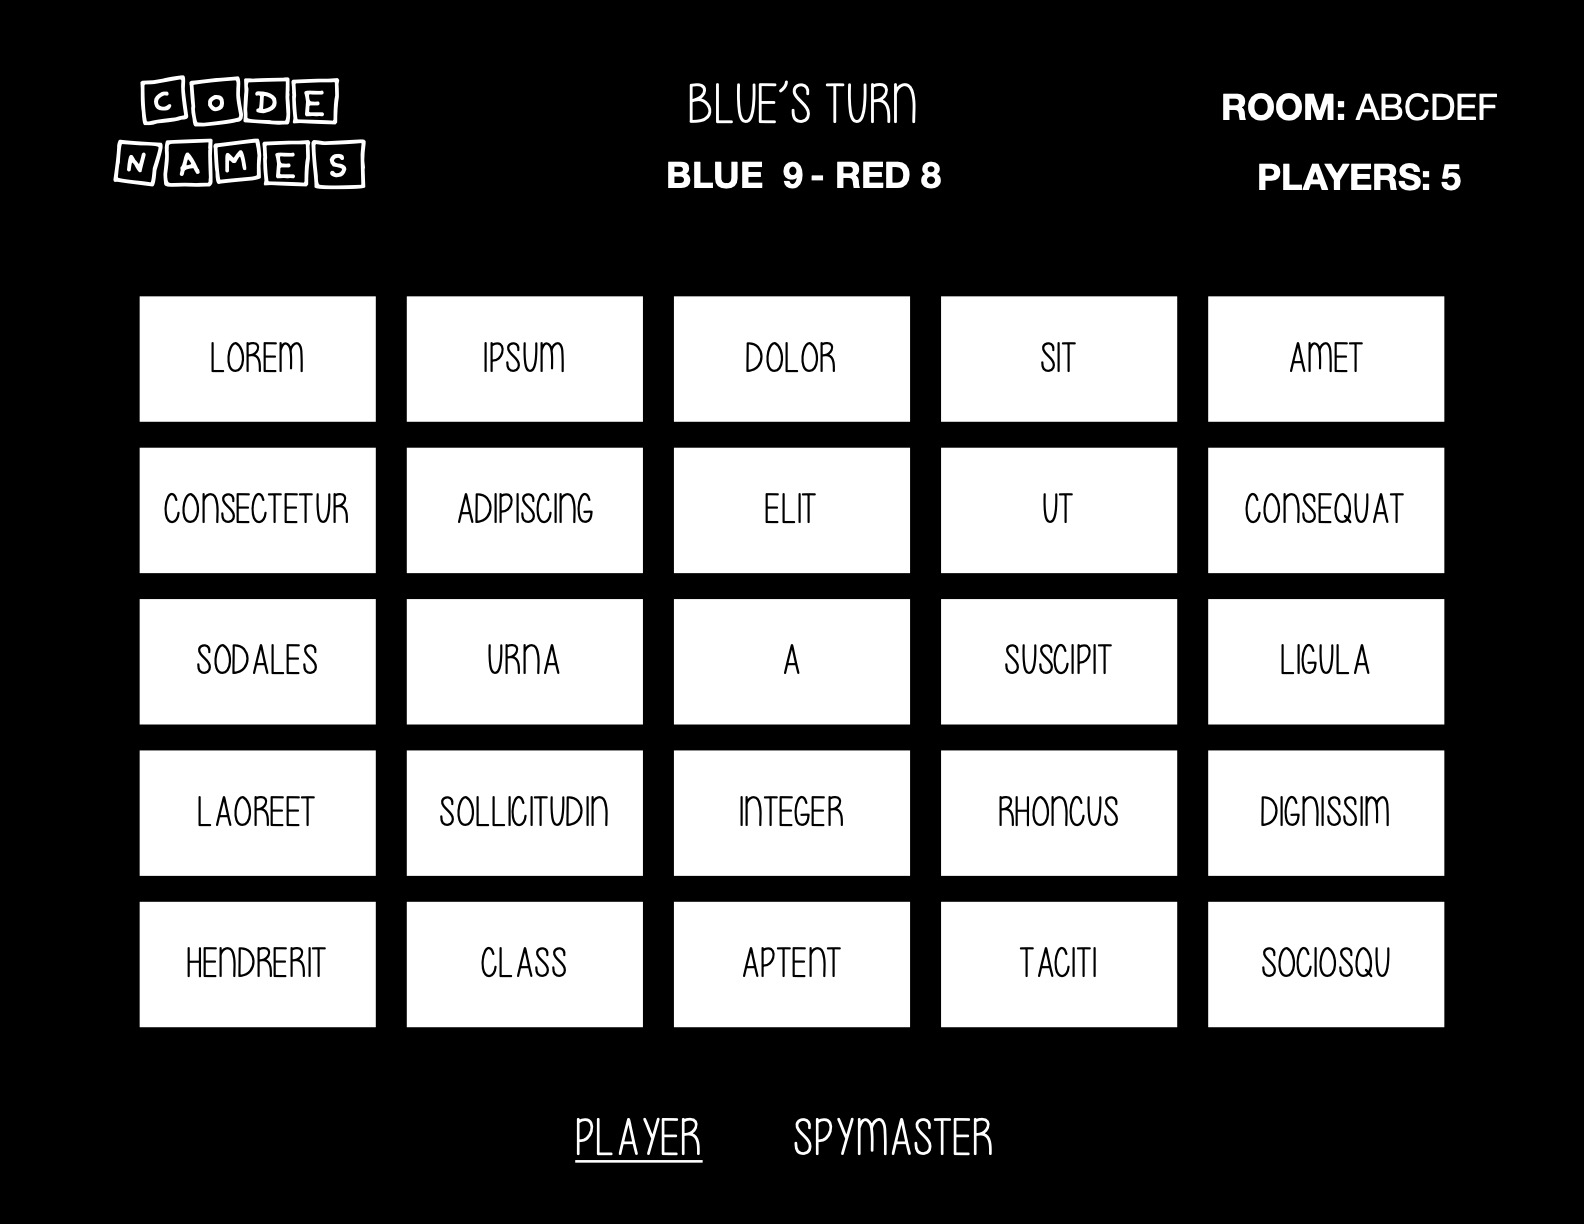 CODE
NAMES
BLUE'S TURN
BLUE 9 - RED 8
ROOM: ABCDEF
PLAYERS: 5
LOREM IPSUM DOLOR SIT AMET
CONSECTETUR ADIPISCING ELIT UT CONSEQUAT
SODALES URNA A SUSCIPIT LIGULA
LAOREET SOLLICITUDIN INTEGER RHONCUS DIGNISSIM
HENDRERIT CLASS APTENT TACITI SOCIOSQU
PLAYER SPYMASTER